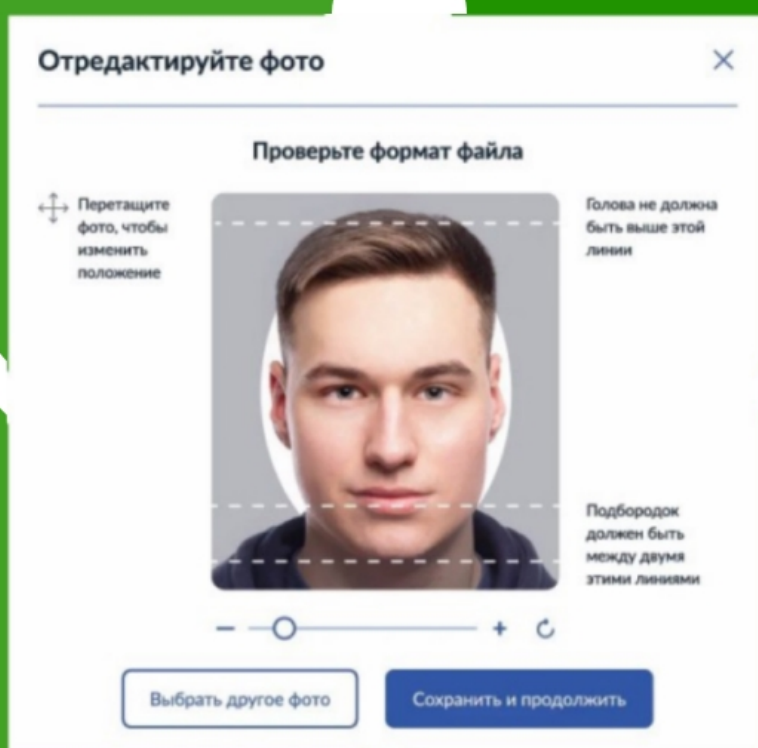 Отредактируйте фото
Проверьте формат файла
Перетащите
фото, чтобы
изменить
положение
Голова не должна
быть выше этой
линии
Подбородок
должен быть
между двумя
этими линиями
Выбрать другое фото
Сохранить и продолжить